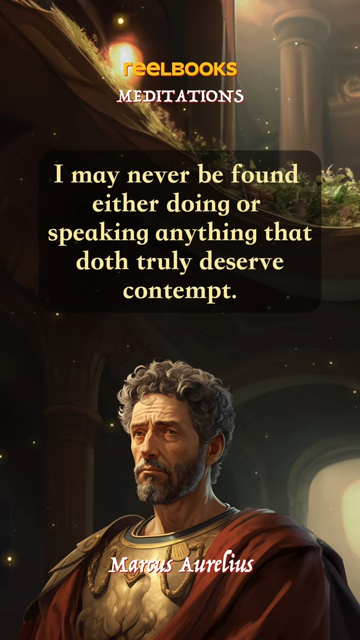 reelBOOKS
MEDITATIONS
I may never be found
either doing or
speaking anything that
doth truly deserve
contempt.
Marcus Aurelius